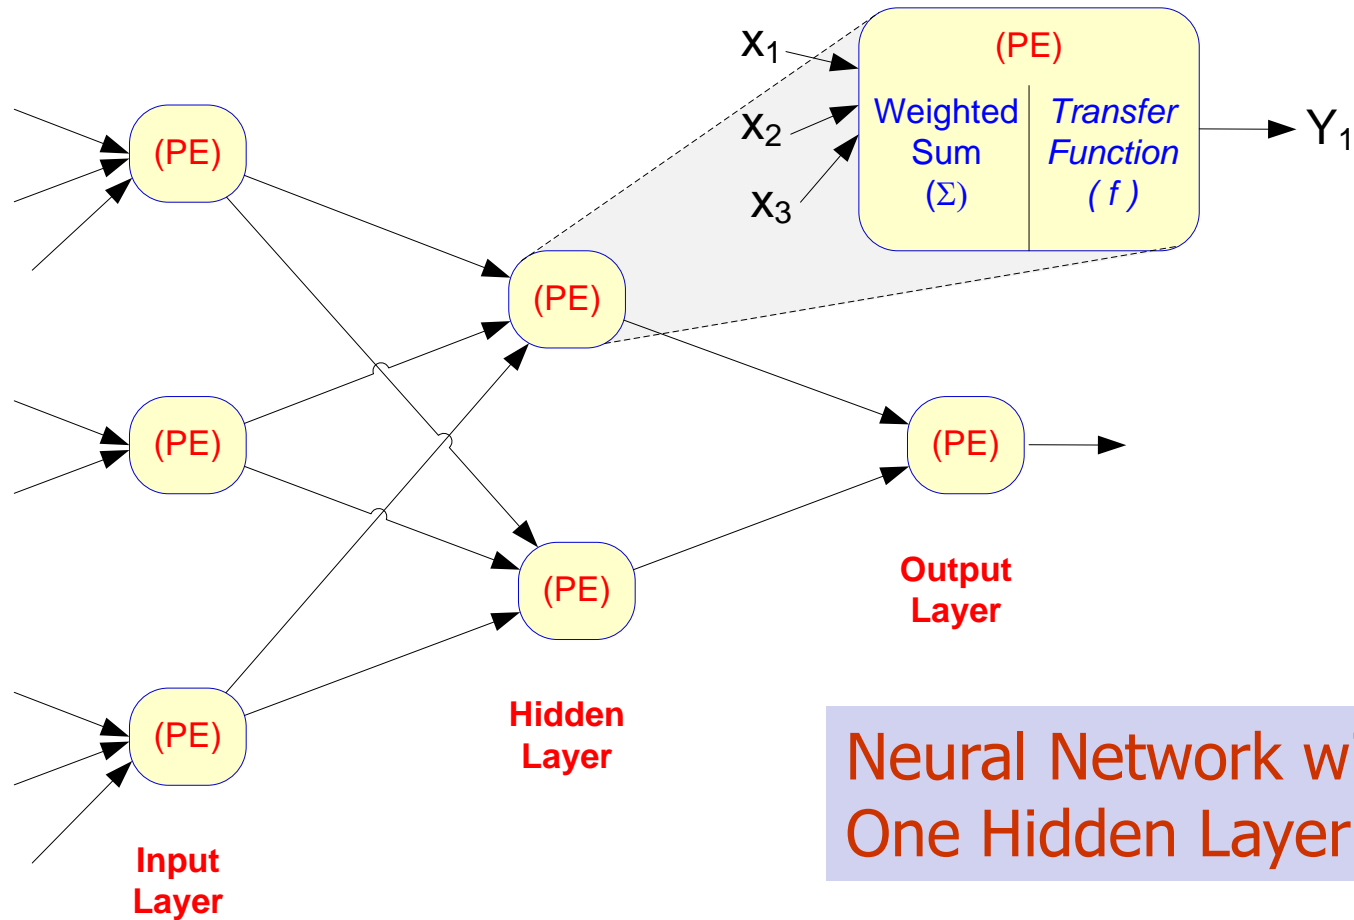 x1
x2
x3
(PE)
Weighted
Sum
(Σ)
Transfer
Function
( f )
Y1
(PE)
(PE)
(PE)
(PE)
(PE)
(PE)
Output
Layer
Hidden
Layer
Input
Layer
Neural Network w
One Hidden Layer